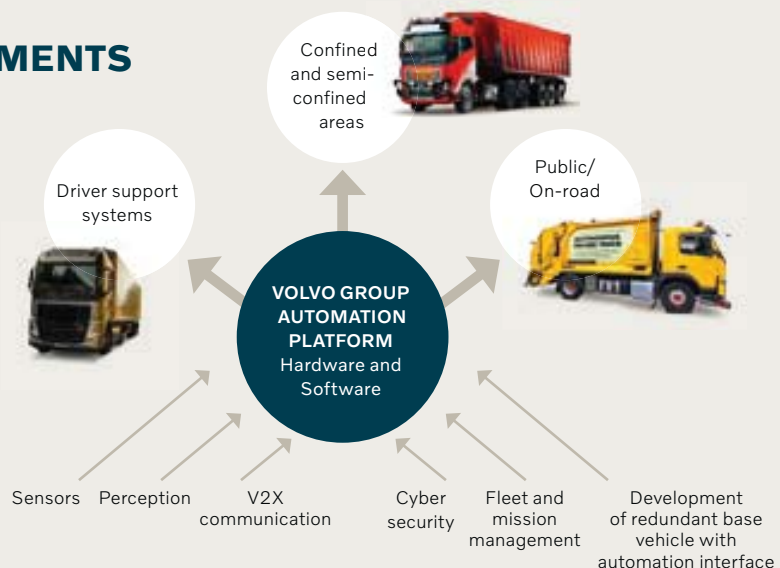 MENTS
Confined
and semi-
confined
areas
Driver support
systems
Public/
On-road
VOLVO GROUP
AUTOMATION
PLATFORM
Hardware and
Software
Sensors
Perception
V2X
communication
Cyber
security
Fleet and
mission
management
Development
of redundant base
vehicle with
automation interface